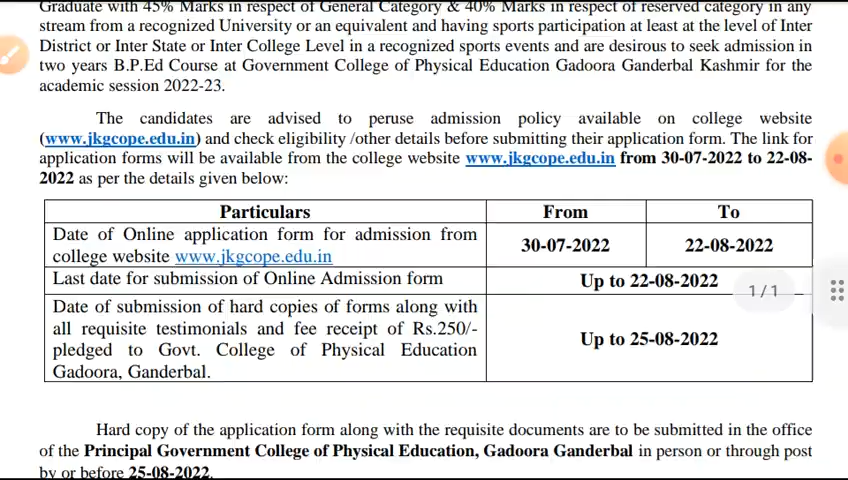 Graduate with 45% Marks in respect of General Category & 40% Marks in respect of reserved category in any
stream from a recognized University or an equivalent and having sports participation at least at the level of Inter
District or Inter State or Inter College Level in a recognized sports events and are desirous to seek admission in
two years B.P.Ed Course at Government College of Physical Education Gadoora Ganderbal Kashmir for the
academic session 2022-23.
The candidates are advised to peruse admission policy available on college website
(www.jkgcope.edu.in) and check eligibility /other details before submitting their application form. The link for
application forms will be available from the college website www.jkgcope.edu.in from 30-07-2022 to 22-08-
2022 as per the details given below:
Particulars From To
Date of Online application form for admission from
college website www.jkgcope.edu.in
30-07-2022 22-08-2022
Last date for submission of Online Admission form Up to 22-08-2022
1/1
Date of submission of hard copies of forms along with
all requisite testimonials and fee receipt of Rs.250/-
pledged to Govt. College of Physical Education
Gadoora, Ganderbal.
Up to 25-08-2022
Hard copy of the application form along with the requisite documents are to be submitted in the office
of the Principal Government College of Physical Education, Gadoora Ganderbal in person or through post
by or before 25-08-2022.